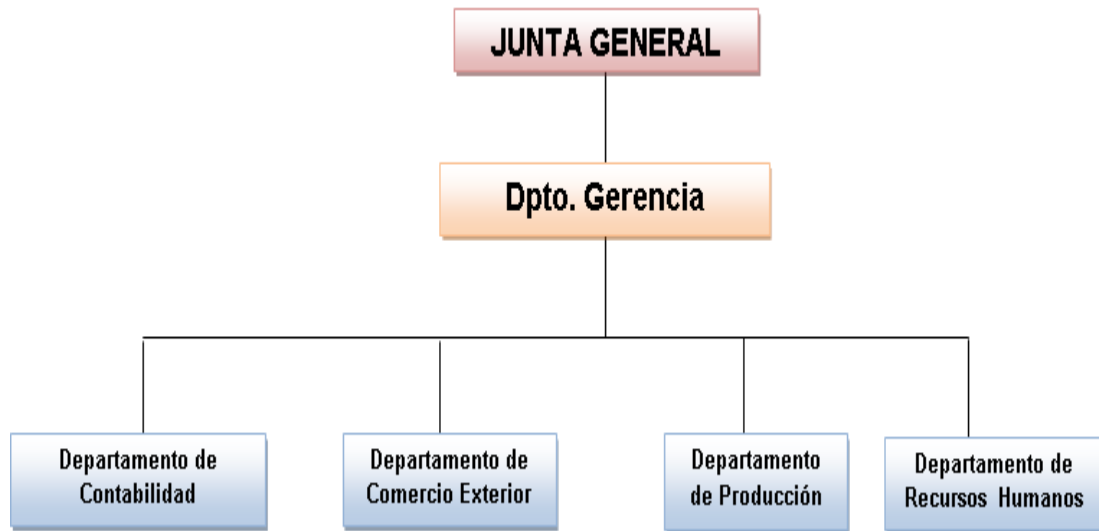 JUNTA GENERAL
Dpto. Gerencia
Departamento de
Contabilidad
Departamento de
Comercio Exterior
Departamento
de Producción
Departamento de
Recursos Humanos